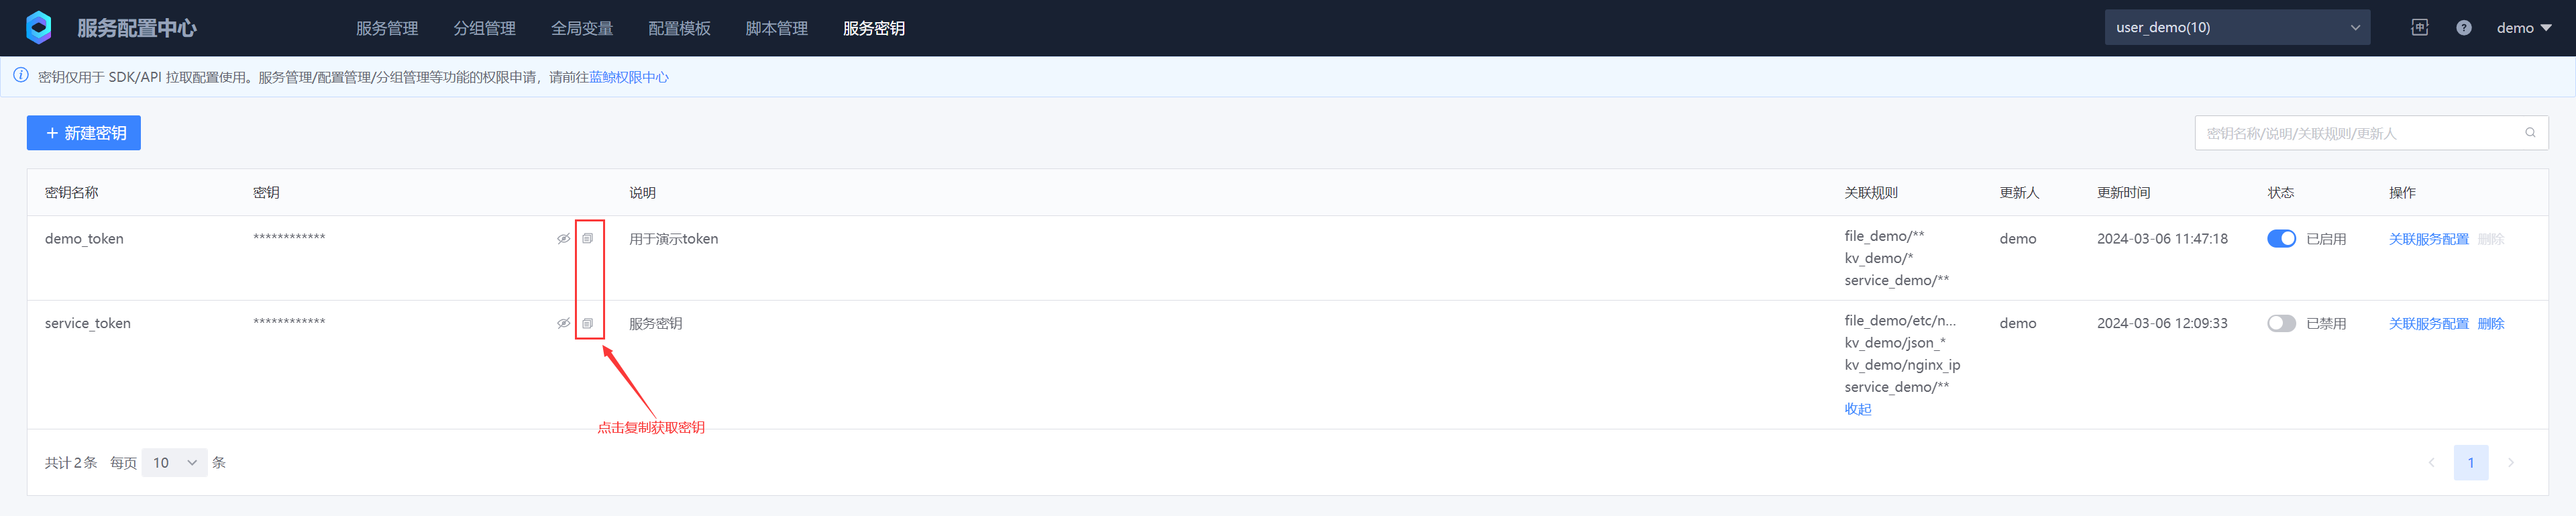 服务配置中心
服务管理 分组管理 全局变量 配置模板 脚本管理 服务密钥
user_demo(10)
中 ? demo
密钥仅用于 SDK/API 拉取配置使用。服务管理/配置管理/分组管理等功能的权限申请，请前往蓝鲸权限中心
+ 新建密钥
密钥名称/说明/关联规则/更新人
密钥名称 密钥 说明 关联规则 更新人 更新时间 状态 操作
demo_token ************ 用于演示token file_demo/** demo 2024-03-06 11:47:18 已启用 关联服务配置 删除
kv_demo/*
service_demo/**
service_token ************ 服务密钥 file_demo/etc/n... demo 2024-03-06 12:09:33 已禁用 关联服务配置 删除
kv_demo/json_*
kv_demo/nginx_ip
service_demo/**
收起
点击复制获取密钥
共计 2 条 每页 10 条
1